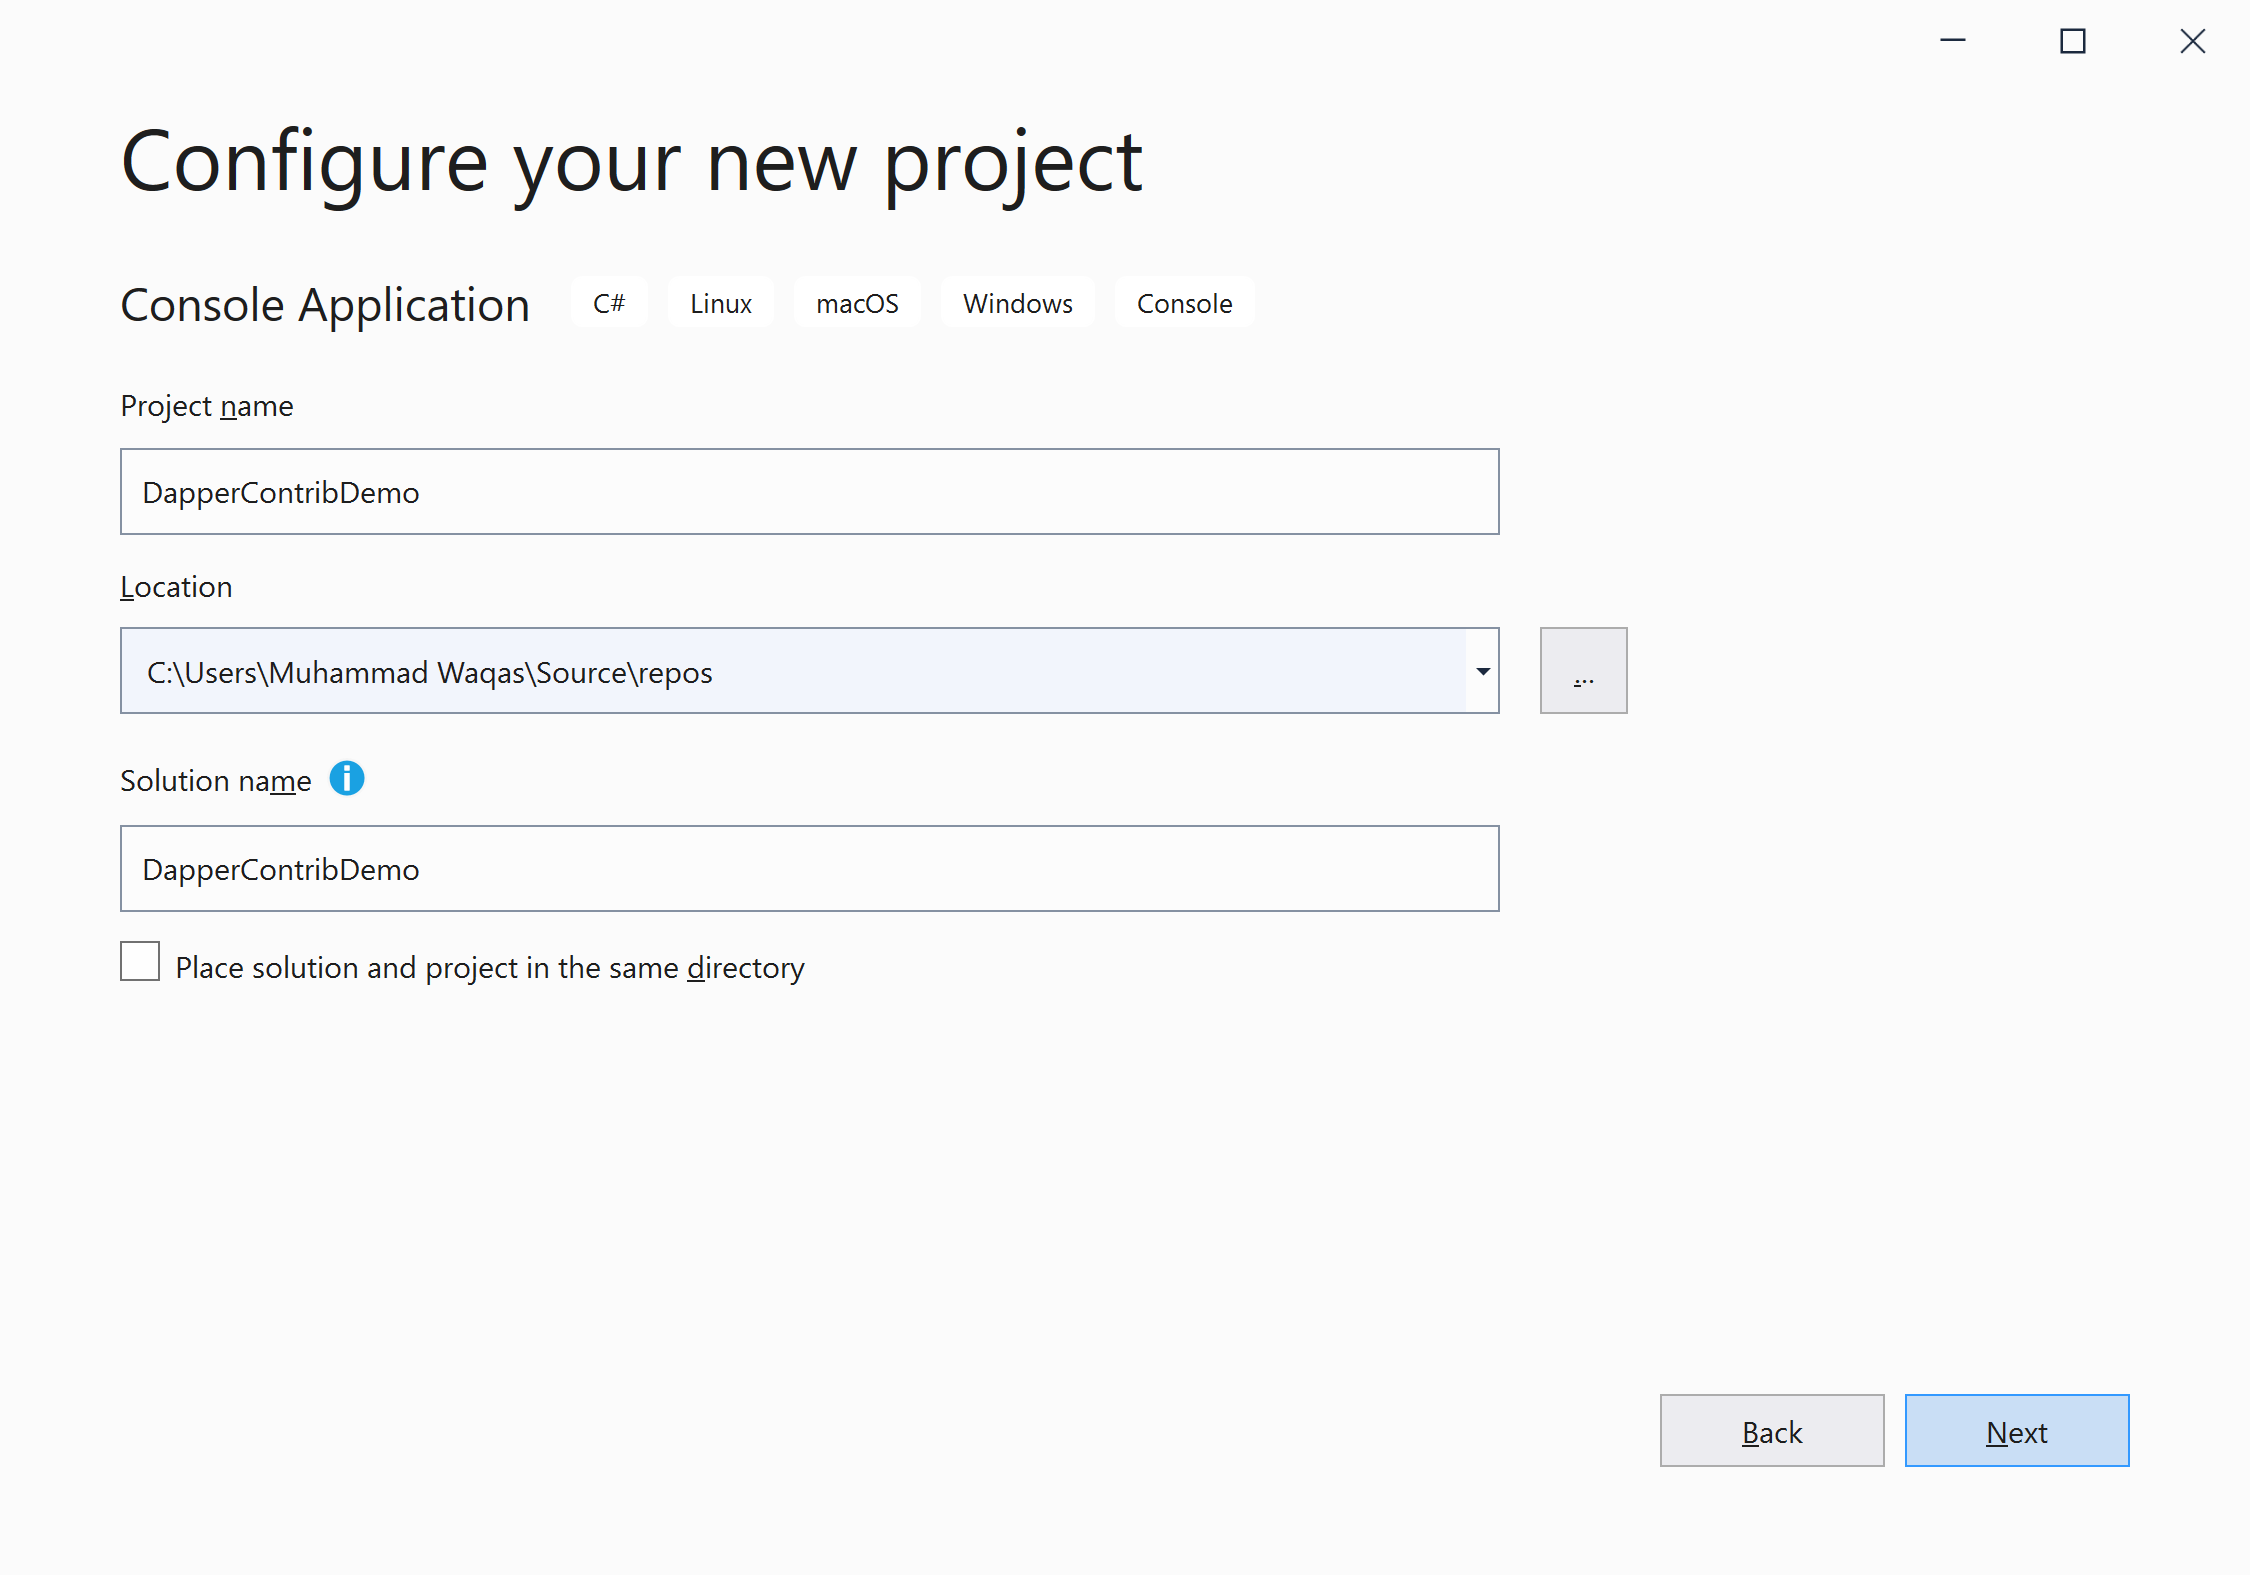 Configure your new project
Console Application C# Linux macOS Windows Console
Project name
DapperContribDemo
Location
C:\Users\Muhammad Waqas\Source\repos
...
Solution name
DapperContribDemo
Place solution and project in the same directory
Back Next